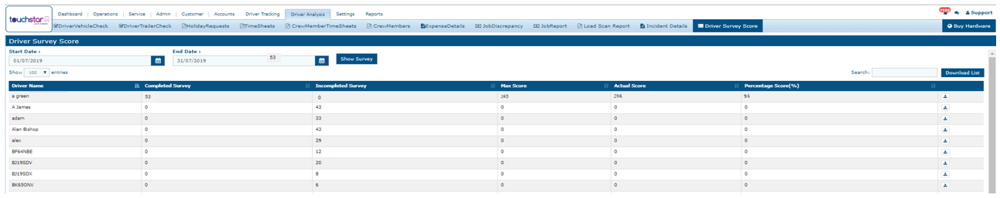 touchstar
Dashboard Operations Service Admin Customer Accounts Driver Tracking Driver Analysis Settings Reports Support
DriverVehicleCheck DriverTrailerCheck HolidayRequests TimeSheets CrewMemberTimeSheets CrewMembers ExpenseDetails JobDiscrepancy JobReport Load Scan Report Incident Details Driver Survey Score Buy Hardware
Driver Survey Score
Start Date : End Date :
01/07/2019 31/07/2019 53 Show Survey
Show 100 entries Search: Download List
Driver Name Completed Survey Incompleted Survey Max Score Actual Score Percentage Score(%)
a green 53 0 265 256 96
A James 0 43 0 0 0
adam 0 33 0 0 0
Alan Bishop 0 43 0 0 0
alex 0 29 0 0 0
BF64NBE 0 12 0 0 0
BJ19SDV 0 20 0 0 0
BJ19SDX 0 8 0 0 0
BK65ONV 0 6 0 0 0